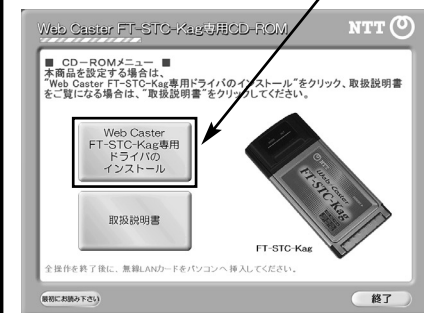 Web Caster FT-STC-Kag専用CD-ROM
NTT
■ CD-ROMメニュー ■
本商品を設定する場合は、
"Web Caster FT-STC-Kag専用ドライバのインストール"をクリック、取扱説明書
をご覧になる場合は、"取扱説明書"をクリックしてください。
Web Caster
FT-STC-Kag専用
ドライバの
インストール
取扱説明書
NTT
Web Caster
FT-STC-Kag
FT-STC-Kag
全操作を終了後に、無線LANカードをパソコンへ挿入してください。
最初にお読み下さい
終了